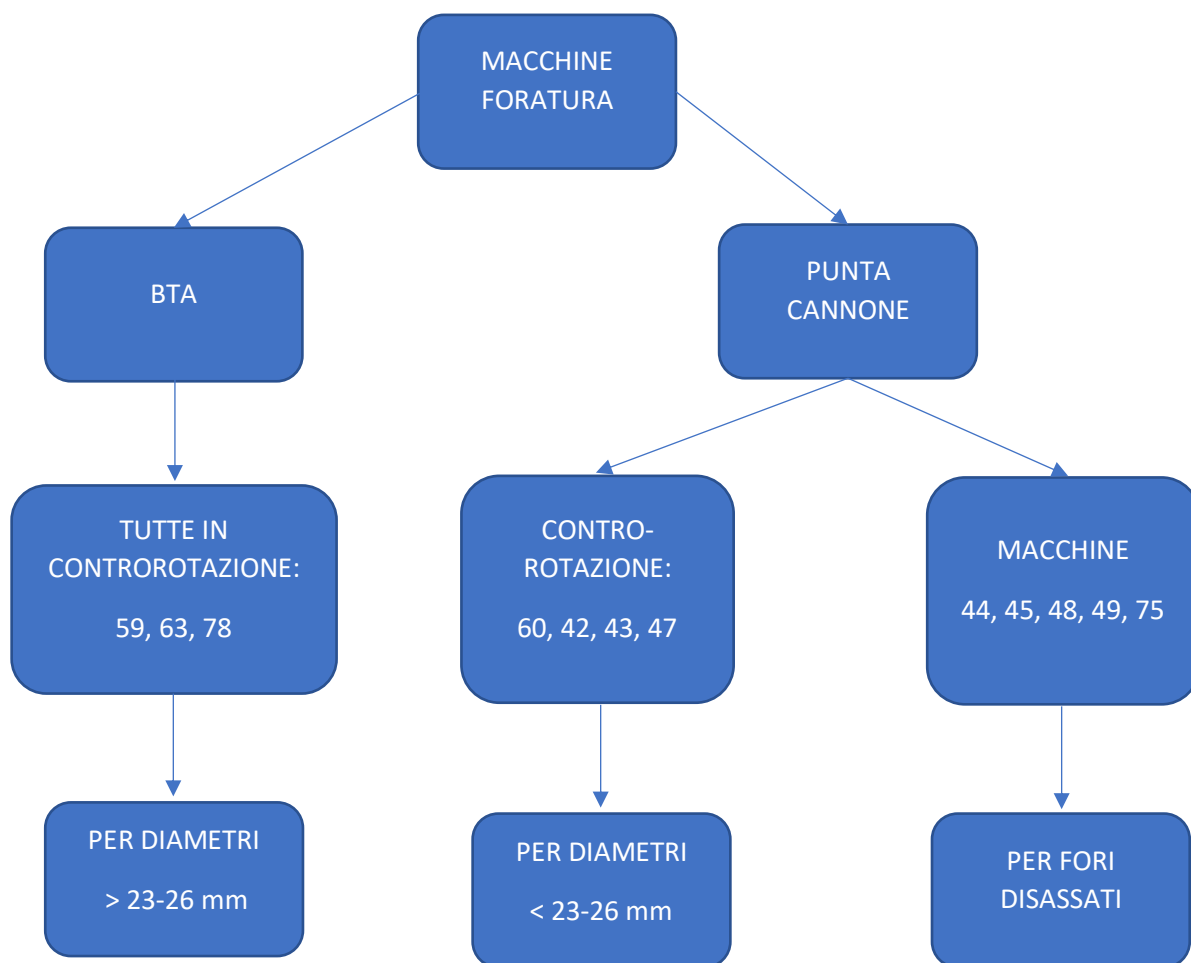 MACCHINE
FORATURA
BTA
PUNTA
CANNONE
TUTTE IN
CONTROROTAZIONE:
59, 63, 78
CONTRO-
ROTAZIONE:
60, 42, 43, 47
MACCHINE
44, 45, 48, 49, 75
PER DIAMETRI
> 23-26 mm
PER DIAMETRI
< 23-26 mm
PER FORI
DISASSATI